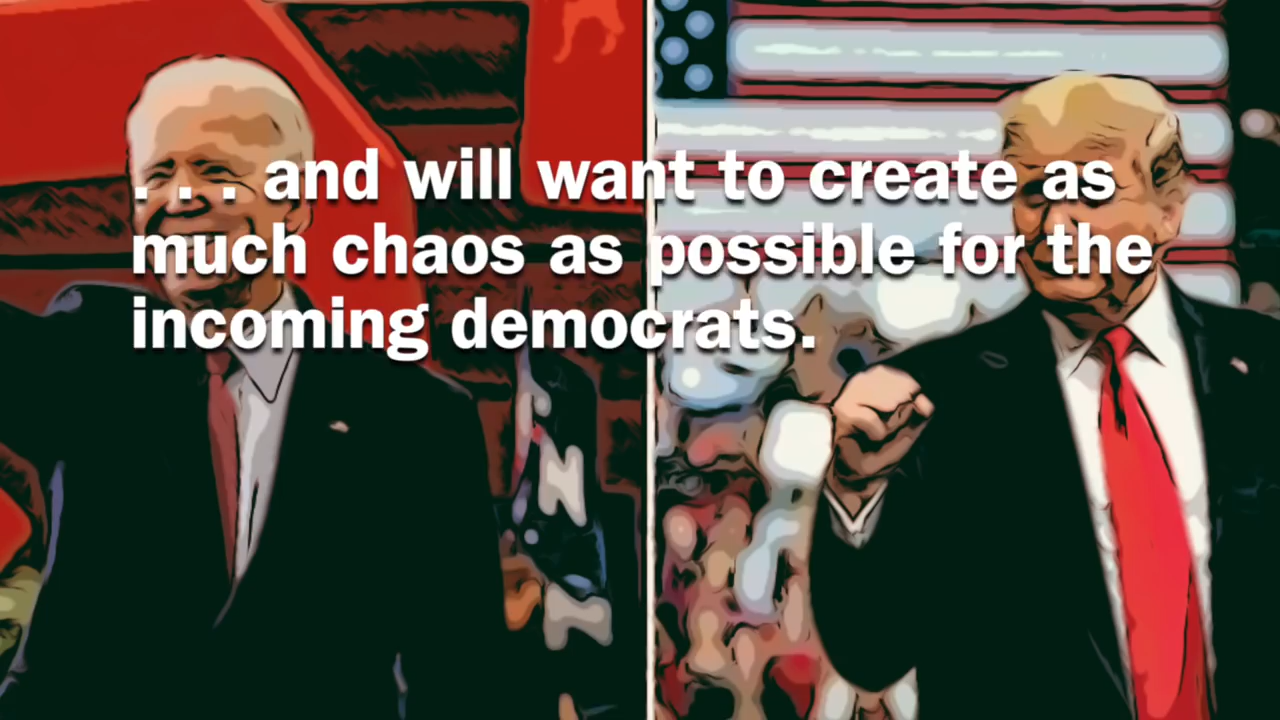 . . . and will want to create as
much chaos as possible for the
incoming democrats.